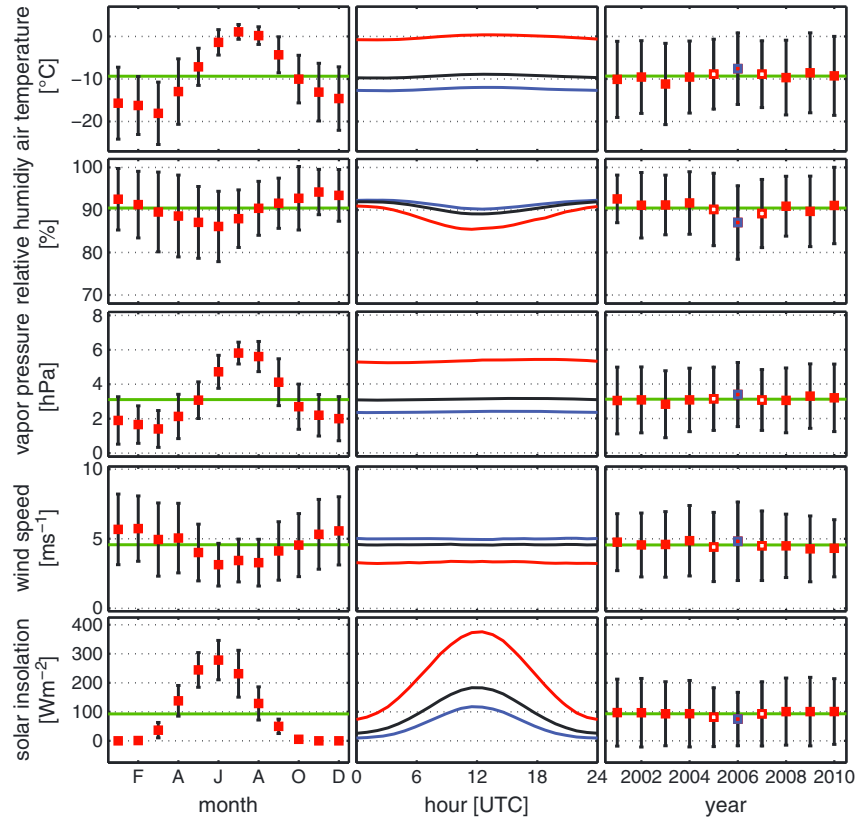 air temperature
[°C]
0
−10
−20
relative humidiy
[%]
100
90
80
70
vapor pressure
[hPa]
8
6
4
2
0
wind speed
[ms−1]
10
5
0
solar insolation
[Wm−2]
400
300
200
100
0
F A J A O D
0 6 12 18 24
2002 2004 2006 2008 2010
month
hour [UTC]
year